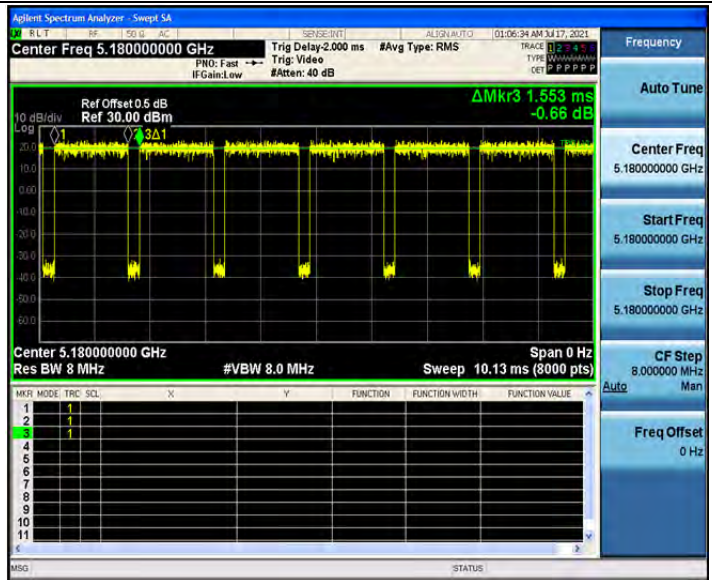 Agilent Spectrum Analyzer - Swept SA
RLT RF 50 Ω AC SENSE:INT ALIGN AUTO 01:06:34 AM Jul 17, 2021
Center Freq 5.180000000 GHz
PNO: Fast
IFGain:Low
Trig Delay-2.000 ms
Trig: Video
#Atten: 40 dB
#Avg Type: RMS
TRACE 1 2 3 4 5 6
TYPE
DET P P P P P P
Frequency
ΔMkr3 1.553 ms
-0.66 dB
Ref Offset 0.5 dB
10 dB/div Ref 30.00 dBm
Log
1 2 3Δ1
20.0
10.0
0.00
-10.0
-20.0
-30.0
-40.0
-50.0
-60.0
Center 5.180000000 GHz Span 0 Hz
Res BW 8 MHz #VBW 8.0 MHz Sweep 10.13 ms (8000 pts)
MKR MODE TRC SCL X Y FUNCTION FUNCTION WIDTH FUNCTION VALUE
1 1
2 1
3 1
4
5
6
7
8
9
10
11
MSG STATUS
Auto Tune
Center Freq
5.180000000 GHz
Start Freq
5.180000000 GHz
Stop Freq
5.180000000 GHz
CF Step
8.000000 MHz
Auto Man
Freq Offset
0 Hz